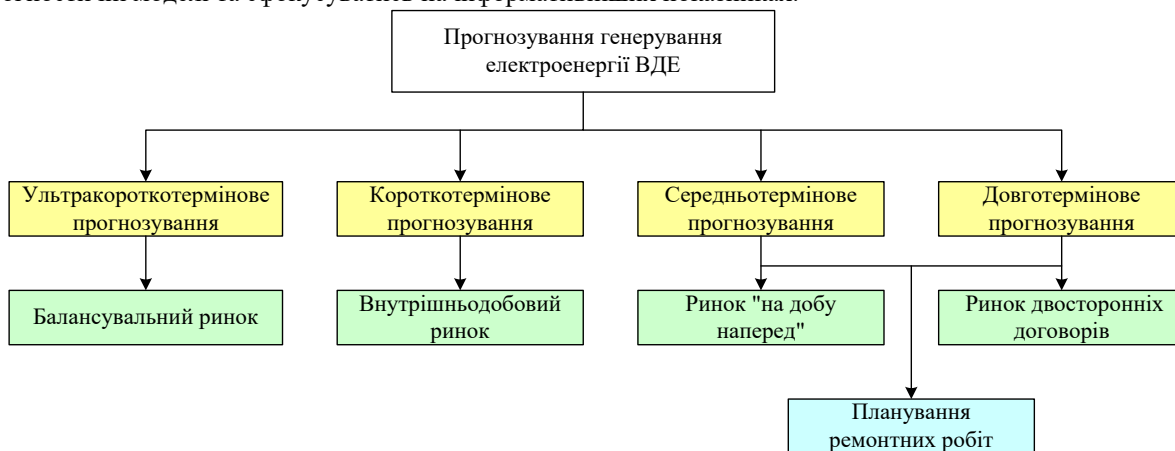 Прогнозування генерування
електроенергії ВДЕ
Ультракороткотермінове
прогнозування
Короткотермінове
прогнозування
Середньотермінове
прогнозування
Довготермінове
прогнозування
Балансувальний ринок
Внутрішньодобовий
ринок
Ринок "на добу
наперед"
Ринок двосторонніх
договорів
Планування
ремонтних робіт